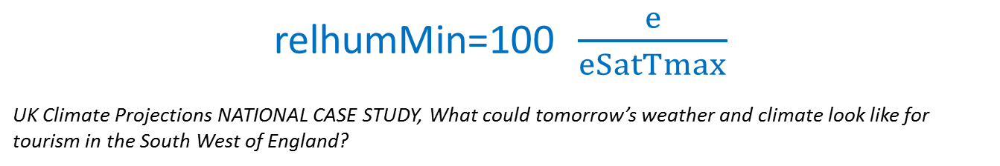 relhumMin=100 e/eSatTmax
UK Climate Projections NATIONAL CASE STUDY, What could tomorrow’s weather and climate look like for
tourism in the South West of England?